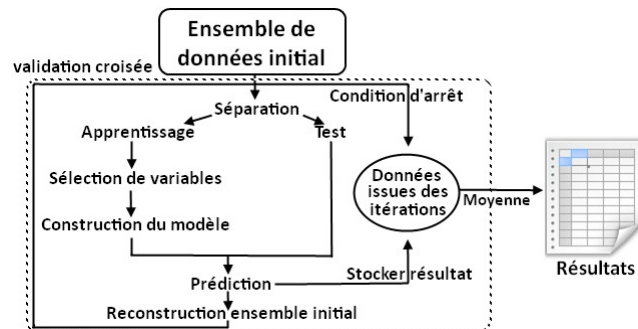 Ensemble de
données initial
validation croisée
Condition d'arrêt
Séparation
Apprentissage
Test
Sélection de variables
Données
issues des
itérations
Moyenne
Construction du modèle
Prédiction
Stocker résultat
Résultats
Reconstruction ensemble initial